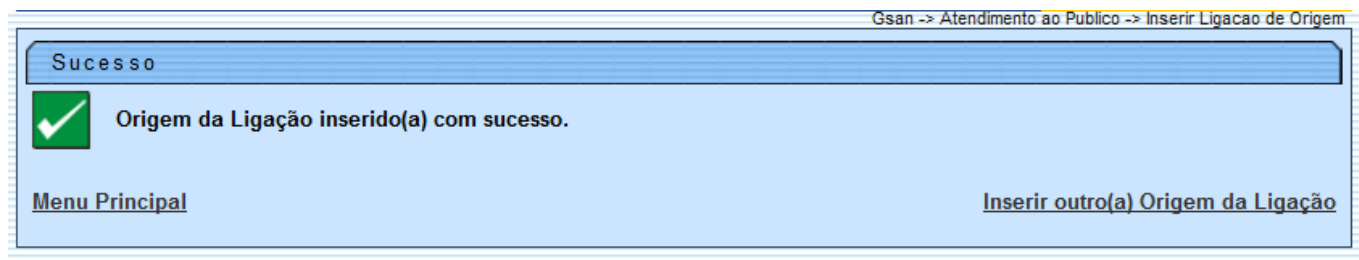 Gsan -> Atendimento ao Publico -> Inserir Ligacao de Origem
Sucesso
Origem da Ligação inserido(a) com sucesso.
Menu Principal
Inserir outro(a) Origem da Ligação